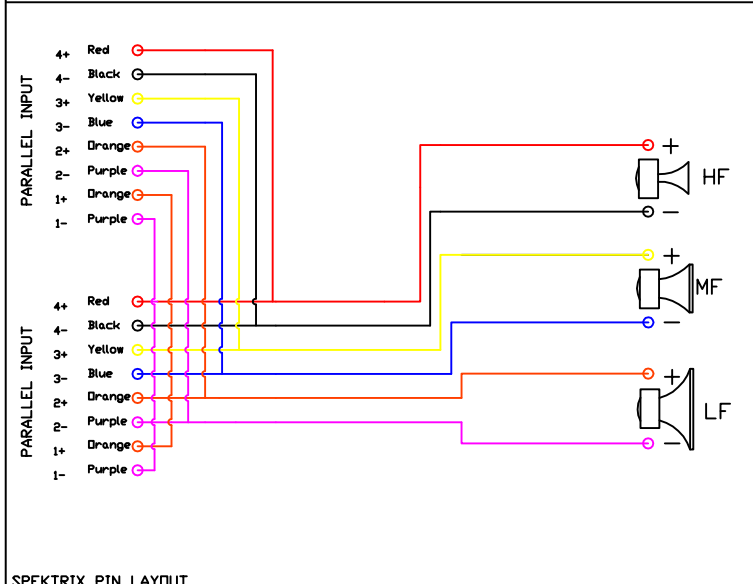 PARALLEL INPUT
4+ Red
4- Black
3+ Yellow
3- Blue
2+ Orange
2- Purple
1+ Orange
1- Purple
PARALLEL INPUT
4+ Red
4- Black
3+ Yellow
3- Blue
2+ Orange
2- Purple
1+ Orange
1- Purple
+
HF
-
+
MF
-
+
LF
-
SPEKTRIX PIN LAYOUT